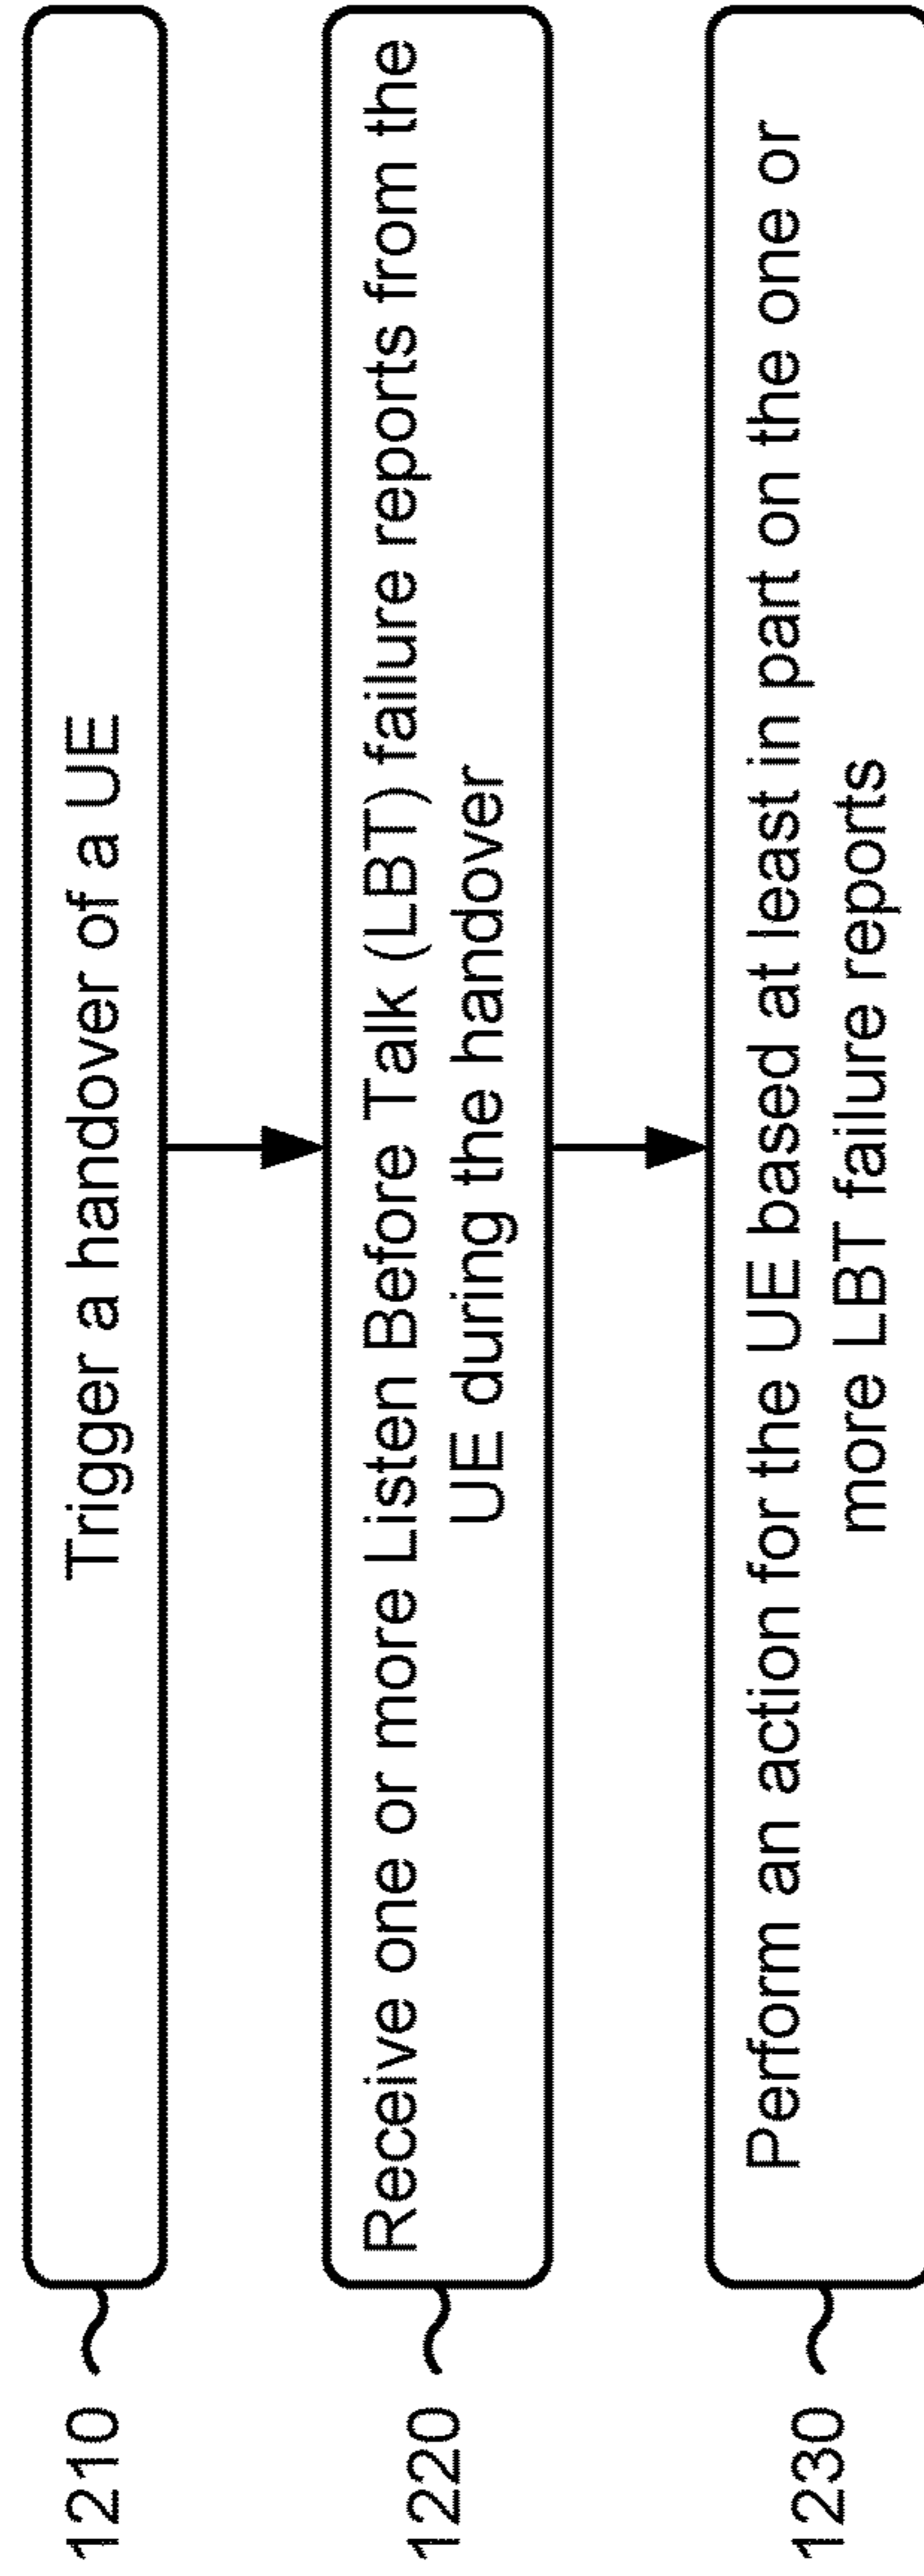 1210
Trigger a handover of a UE
1220
Receive one or more Listen Before Talk (LBT) failure reports from the
UE during the handover
1230
Perform an action for the UE based at least in part on the one or
more LBT failure reports